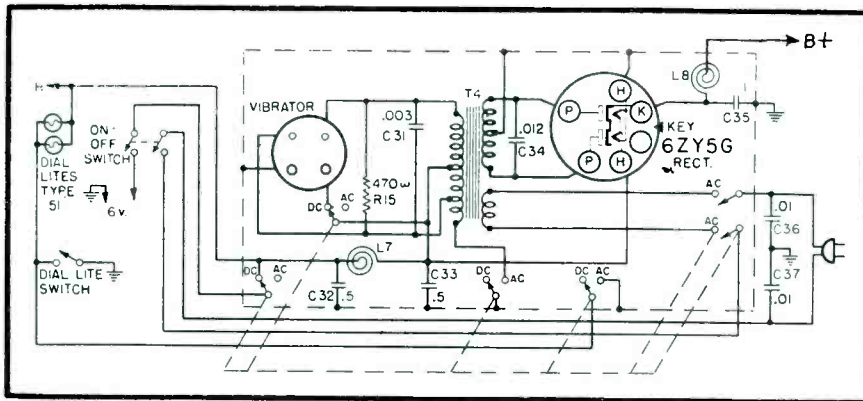 B+
L8
T4
H
VIBRATOR
.003
C31
.012
C34
P
H
K
C35
KEY
6ZY5G
RECT.
P
H
ON-
OFF
SWITCH
DIAL
LITES
TYPE
51
6V.
470ω
R15
DC
AC
AC
AC
.01
C36
C37
.01
L7
DIAL LITE
SWITCH
DC
AC
C32
.5
C33
.5
DC
AC
DC
AC